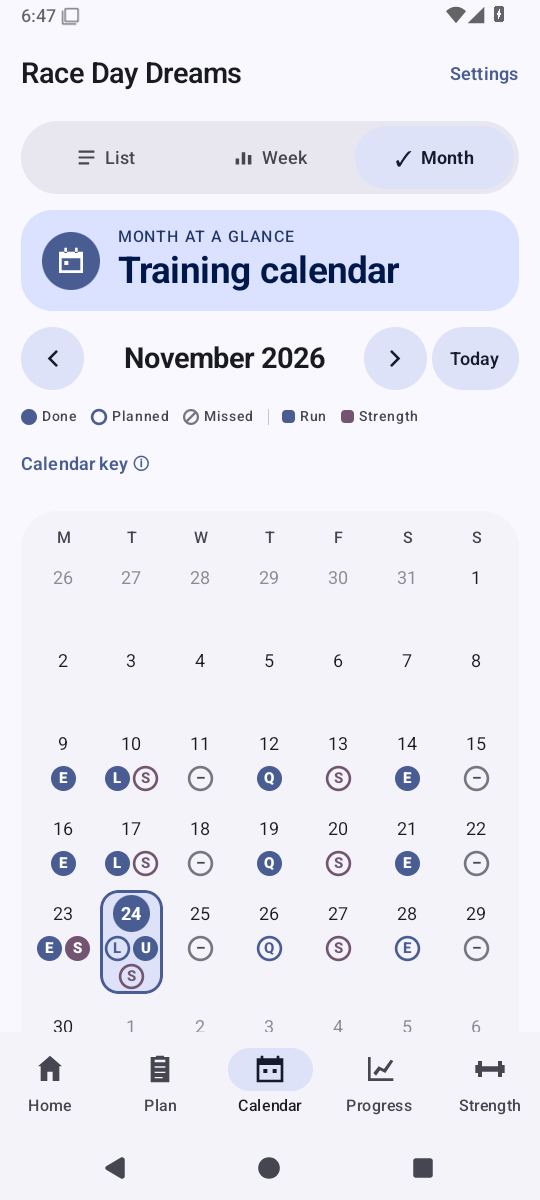 6:47
Race Day Dreams Settings
List Week Month
MONTH AT A GLANCE
Training calendar
November 2026 Today
Done Planned Missed Run Strength
Calendar key
M T W T F S S
26 27 28 29 30 31 1
2 3 4 5 6 7 8
9 10 11 12 13 14 15
E L S – Q S E –
16 17 18 19 20 21 22
E L S – Q S E –
23 24 25 26 27 28 29
E S L U – Q S E –
S
30 1 2 3 4 5 6
Home Plan Calendar Progress Strength